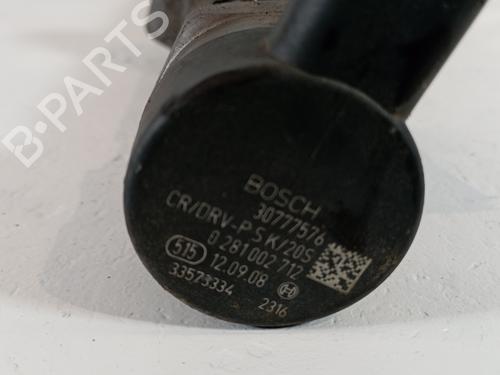 B-PARTS
BOSCH
30777576
CR/DRV-PSK/20S
0 281 002 712
515 12.09.08
33573334 2316